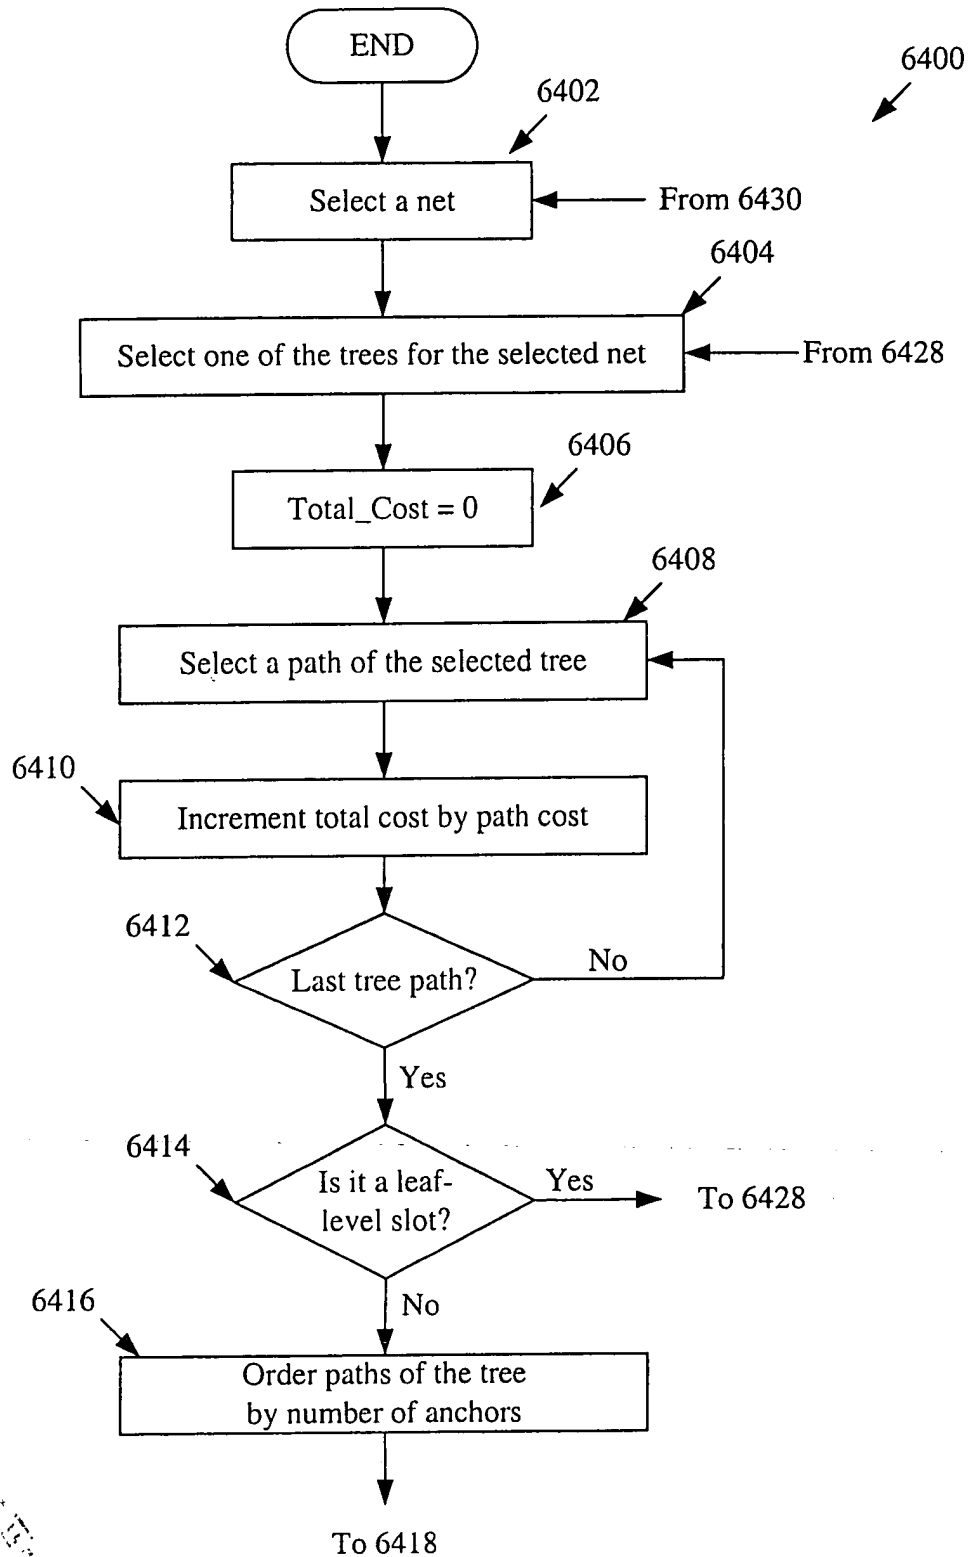 END
6400
6402
Select a net
From 6430
6404
Select one of the trees for the selected net
From 6428
6406
Total_Cost = 0
6408
Select a path of the selected tree
6410
Increment total cost by path cost
6412
Last tree path?
No
Yes
6414
Is it a leaf-
level slot?
Yes
To 6428
No
6416
Order paths of the tree
by number of anchors
To 6418